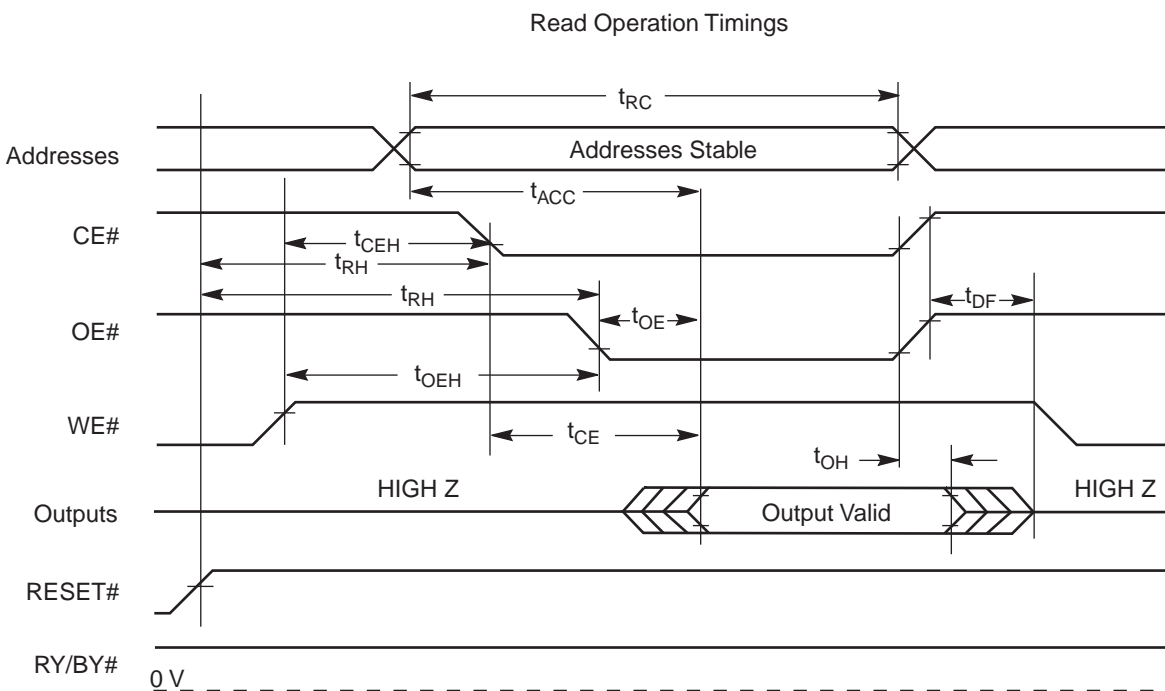 Read Operation Timings
tRC
Addresses
Addresses Stable
tACC
CE#
tCEH
tRH
tRH
tDF
OE#
tOE
tOEH
WE#
tCE
tOH
HIGH Z
HIGH Z
Outputs
Output Valid
RESET#
RY/BY#
0 V